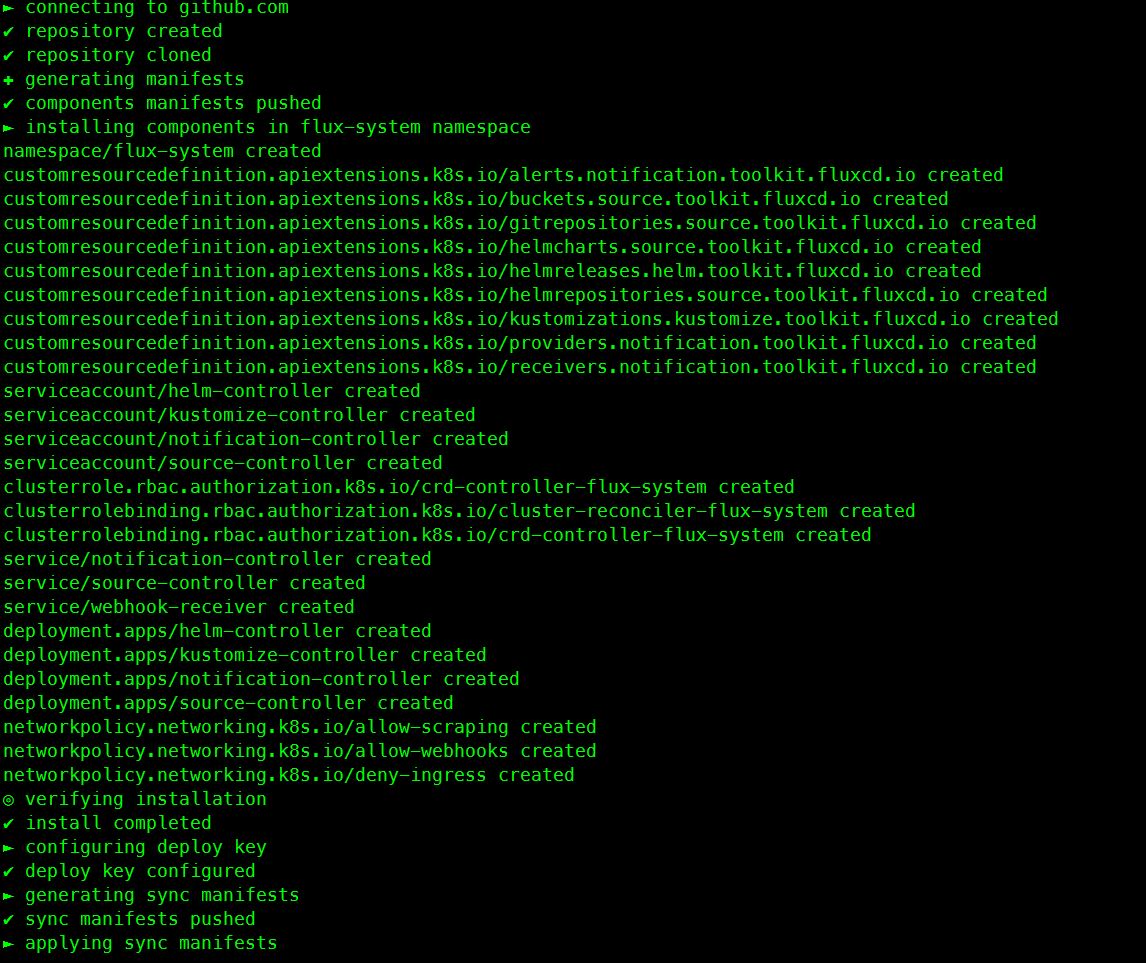 ► connecting to github.com
✔ repository created
✔ repository cloned
✚ generating manifests
✔ components manifests pushed
► installing components in flux-system namespace
namespace/flux-system created
customresourcedefinition.apiextensions.k8s.io/alerts.notification.toolkit.fluxcd.io created
customresourcedefinition.apiextensions.k8s.io/buckets.source.toolkit.fluxcd.io created
customresourcedefinition.apiextensions.k8s.io/gitrepositories.source.toolkit.fluxcd.io created
customresourcedefinition.apiextensions.k8s.io/helmcharts.source.toolkit.fluxcd.io created
customresourcedefinition.apiextensions.k8s.io/helmreleases.helm.toolkit.fluxcd.io created
customresourcedefinition.apiextensions.k8s.io/helmrepositories.source.toolkit.fluxcd.io created
customresourcedefinition.apiextensions.k8s.io/kustomizations.kustomize.toolkit.fluxcd.io created
customresourcedefinition.apiextensions.k8s.io/providers.notification.toolkit.fluxcd.io created
customresourcedefinition.apiextensions.k8s.io/receivers.notification.toolkit.fluxcd.io created
serviceaccount/helm-controller created
serviceaccount/kustomize-controller created
serviceaccount/notification-controller created
serviceaccount/source-controller created
clusterrole.rbac.authorization.k8s.io/crd-controller-flux-system created
clusterrolebinding.rbac.authorization.k8s.io/cluster-reconciler-flux-system created
clusterrolebinding.rbac.authorization.k8s.io/crd-controller-flux-system created
service/notification-controller created
service/source-controller created
service/webhook-receiver created
deployment.apps/helm-controller created
deployment.apps/kustomize-controller created
deployment.apps/notification-controller created
deployment.apps/source-controller created
networkpolicy.networking.k8s.io/allow-scraping created
networkpolicy.networking.k8s.io/allow-webhooks created
networkpolicy.networking.k8s.io/deny-ingress created
◎ verifying installation
✔ install completed
► configuring deploy key
✔ deploy key configured
► generating sync manifests
✔ sync manifests pushed
► applying sync manifests